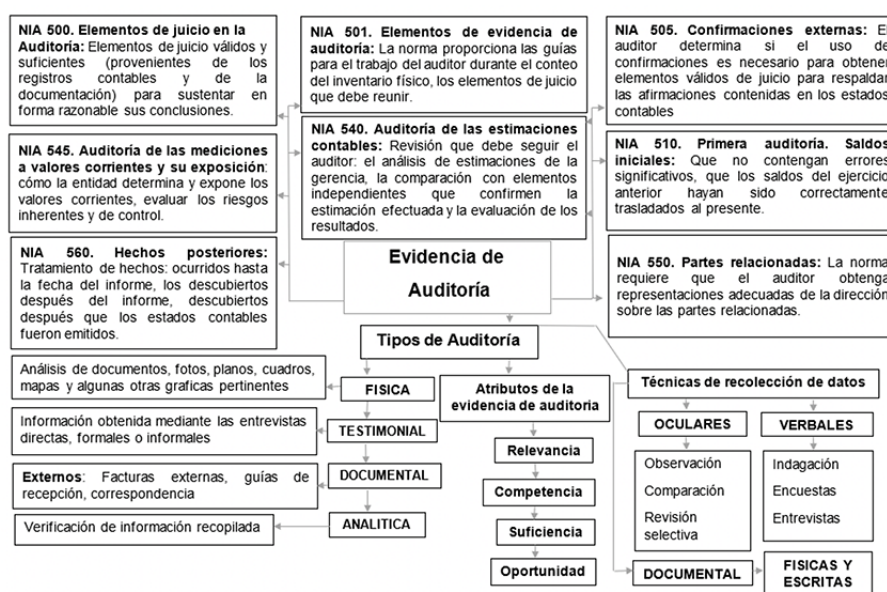 NIA 500. Elementos de juicio en la
Auditoría: Elementos de juicio válidos y
suficientes (provenientes de los
registros contables y de la
documentación) para sustentar en
forma razonable sus conclusiones.
NIA 501. Elementos de evidencia de
auditoría: La norma proporciona las guías
para el trabajo del auditor durante el conteo
del inventario físico, los elementos de juicio
que debe reunir.
NIA 505. Confirmaciones externas: E
auditor determina si el uso de
confirmaciones es necesario para obtener
elementos válidos de juicio para respaldar
las afirmaciones contenidas en los estados
contables
NIA 545. Auditoría de las mediciones
a valores corrientes y su exposición:
cómo la entidad determina y expone los
valores corrientes, evaluar los riesgos
inherentes y de control.
NIA 540. Auditoría de las estimaciones
contables: Revisión que debe seguir el
auditor: el análisis de estimaciones de la
gerencia, la comparación con elementos
independientes que confirmen la
estimación efectuada y la evaluación de los
resultados.
NIA 510. Primera auditoría. Saldos
iniciales: Que no contengan errores
significativos, que los saldos del ejercicio
anterior hayan sido correctamente
trasladados al presente.
NIA 560. Hechos posteriores:
Tratamiento de hechos: ocurridos hasta
la fecha del informe, los descubiertos
después del informe, descubiertos
después que los estados contables
fueron emitidos.
Evidencia de
Auditoría
NIA 550. Partes relacionadas: La norma
requiere que el auditor obtenga
representaciones adecuadas de la dirección
sobre las partes relacionadas.
Tipos de Auditoría
Análisis de documentos, fotos, planos, cuadros,
mapas y algunas otras graficas pertinentes
FISICA
Información obtenida mediante las entrevistas
directas, formales o informales
TESTIMONIAL
Externos: Facturas externas, guías de
recepción, correspondencia
DOCUMENTAL
Verificación de información recopilada
ANALITICA
Atributos de la
evidencia de auditoria
Relevancia
Competencia
Suficiencia
Oportunidad
Técnicas de recolección de datos
OCULARES
Observación
Comparación
Revisión
selectiva
VERBALES
Indagación
Encuestas
Entrevistas
DOCUMENTAL
FISICAS Y
ESCRITAS